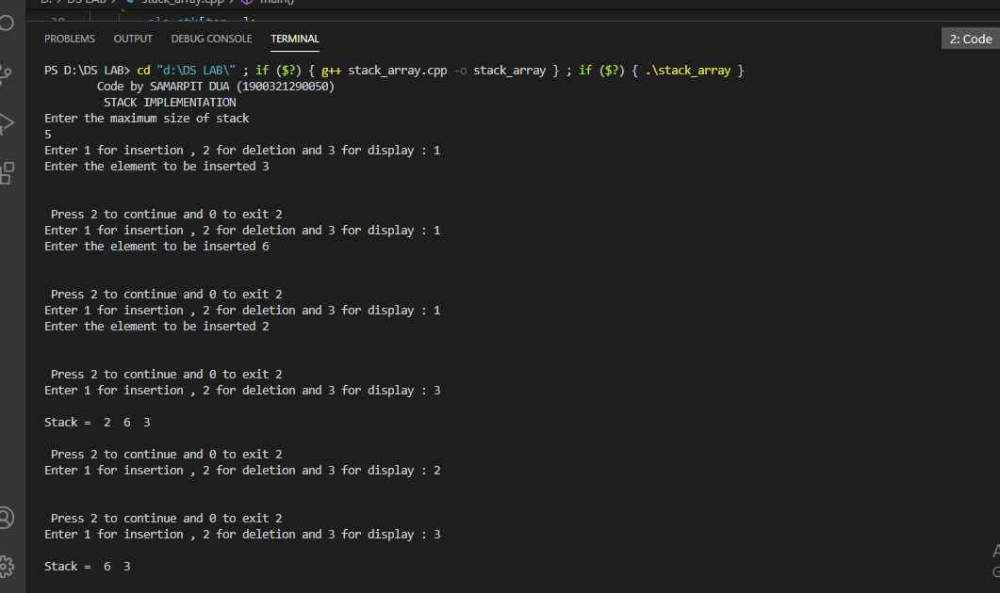 D: > DS LAB > stack_array.cpp > main()
PROBLEMS OUTPUT DEBUG CONSOLE TERMINAL 2: Code
PS D:\DS LAB> cd "d:\DS LAB\" ; if ($?) { g++ stack_array.cpp -o stack_array } ; if ($?) { .\stack_array }
Code by SAMARPIT DUA (1900321290050)
STACK IMPLEMENTATION
Enter the maximum size of stack
5
Enter 1 for insertion , 2 for deletion and 3 for display : 1
Enter the element to be inserted 3
Press 2 to continue and 0 to exit 2
Enter 1 for insertion , 2 for deletion and 3 for display : 1
Enter the element to be inserted 6
Press 2 to continue and 0 to exit 2
Enter 1 for insertion , 2 for deletion and 3 for display : 1
Enter the element to be inserted 2
Press 2 to continue and 0 to exit 2
Enter 1 for insertion , 2 for deletion and 3 for display : 3
Stack = 2 6 3
Press 2 to continue and 0 to exit 2
Enter 1 for insertion , 2 for deletion and 3 for display : 2
Press 2 to continue and 0 to exit 2
Enter 1 for insertion , 2 for deletion and 3 for display : 3
Stack = 6 3